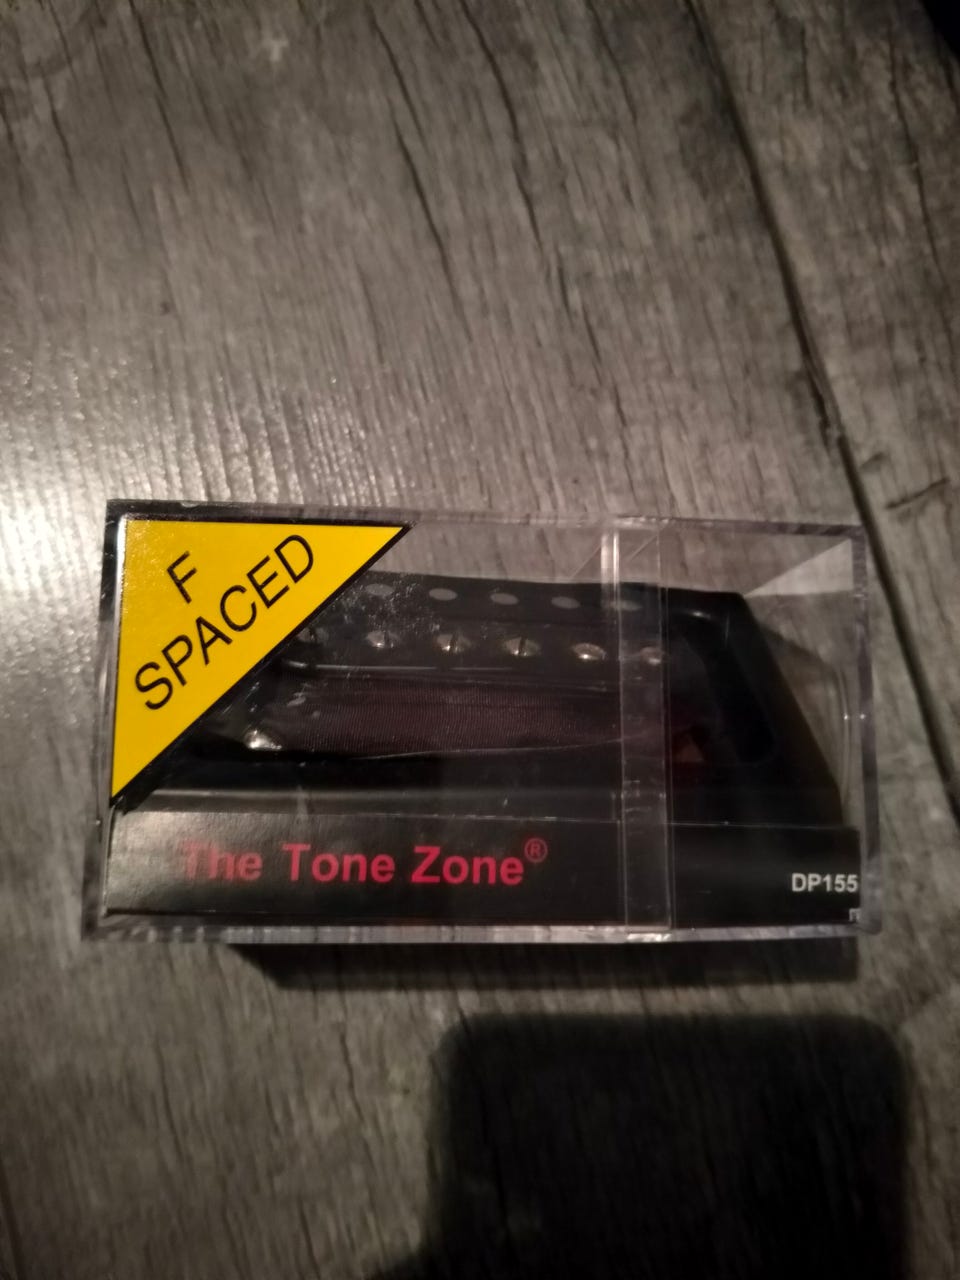 F
SPACED
The Tone Zone®
DP155